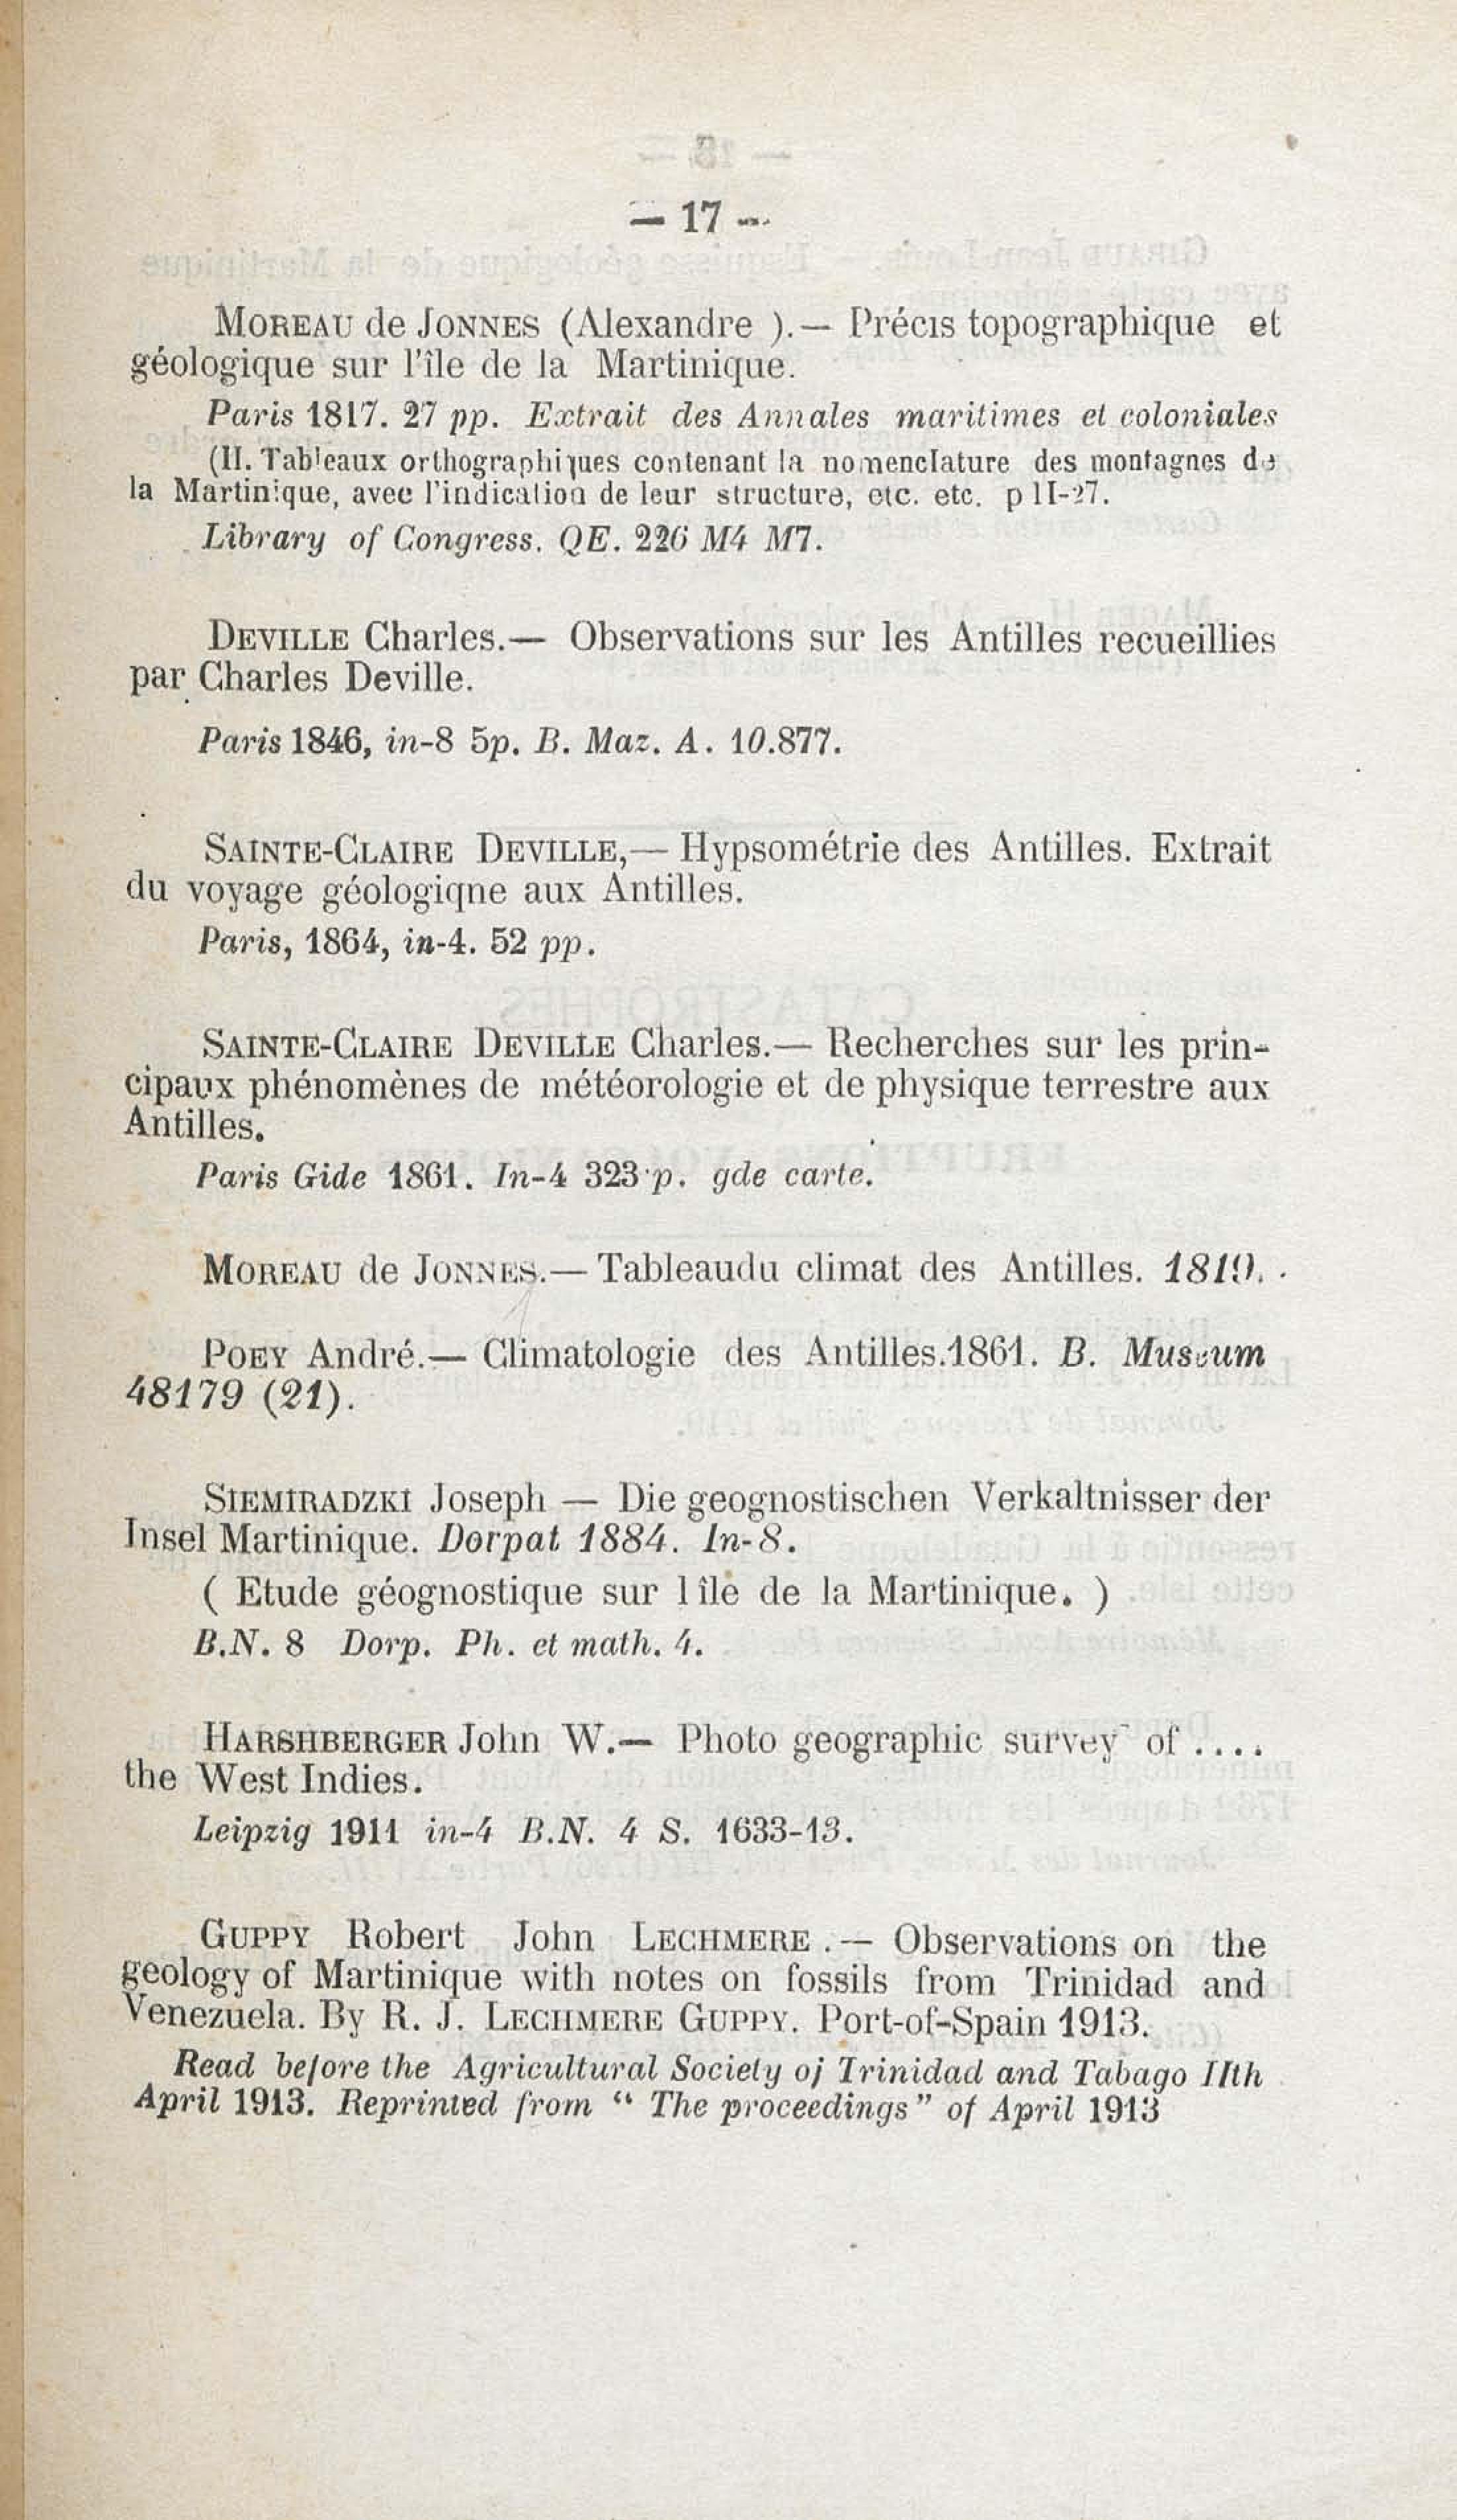 — 17 —
MOREAU de JONNES (Alexandre ).— Précis topographique et
géologique sur l'île de la Martinique.
Paris 1817. 27 pp. Extrait des Annales maritimes et coloniales
(II. Tableaux orthographiques contenant la nomenclature des montagnes de
la Martinique, avec l'indication de leur structure, etc. etc. p 11-27.
Library of Congress. QE. 226 M4 M7.
DEVILLE Charles.— Observations sur les Antilles recueillies
par Charles Deville.
Paris 1846, in-8 5p. B. Maz. A. 10.877.
SAINTE-CLAIRE DEVILLE,— Hypsométrie des Antilles. Extrait
du voyage géologiqne aux Antilles.
Paris, 1864, in-4. 52 pp.
SAINTE-CLAIRE DEVILLE Charles.— Recherches sur les prin-
cipaux phénomènes de météorologie et de physique terrestre aux
Antilles.
Paris Gide 1861. In-4 323 p. gde carte.
MOREAU de JONNES.— Tableaudu climat des Antilles. 1819.
POEY André.— Climatologie des Antilles.1861. B. Museum
48179 (21).
SIEMIRADZKI Joseph — Die geognostischen Verkaltnisser der
Insel Martinique. Dorpat 1884. In-8.
( Etude géognostique sur l île de la Martinique. )
B.N. 8 Dorp. Ph. et math. 4.
HARSHBERGER John W.— Photo geographic survey of ....
the West Indies.
Leipzig 1911 in-4 B.N. 4 S. 1633-13.
GUPPY Robert John LECHMERE .— Observations on the
geology of Martinique with notes on fossils from Trinidad and
Venezuela. By R. J. LECHMERE GUPPY. Port-of-Spain 1913.
Read before the Agricultural Society of Trinidad and Tabago 11th
April 1913. Reprinted from “ The proceedings ” of April 1913